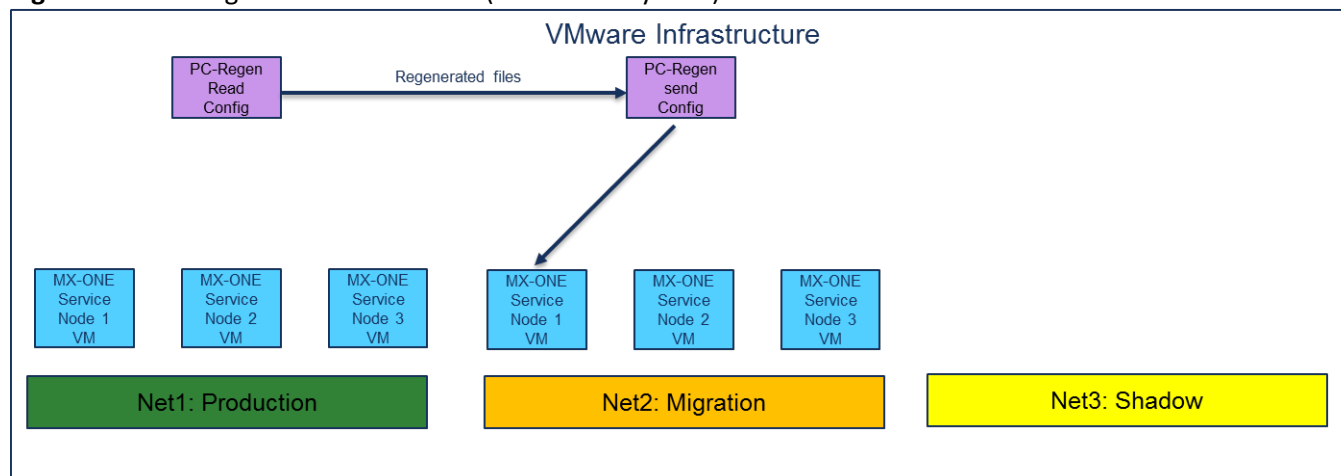 VMware Infrastructure
PC-Regen
Read
Config
Regenerated files
PC-Regen
send
Config
MX-ONE
Service
Node 1
VM
MX-ONE
Service
Node 2
VM
MX-ONE
Service
Node 3
VM
MX-ONE
Service
Node 1
VM
MX-ONE
Service
Node 2
VM
MX-ONE
Service
Node 3
VM
Net1: Production
Net2: Migration
Net3: Shadow